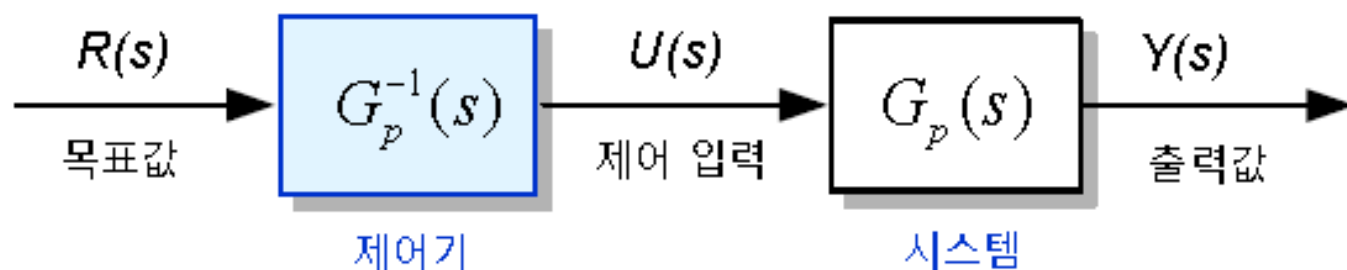 R(s)
목표값
G_p^{-1}(s)
제어기
U(s)
제어 입력
G_p(s)
시스템
Y(s)
출력값